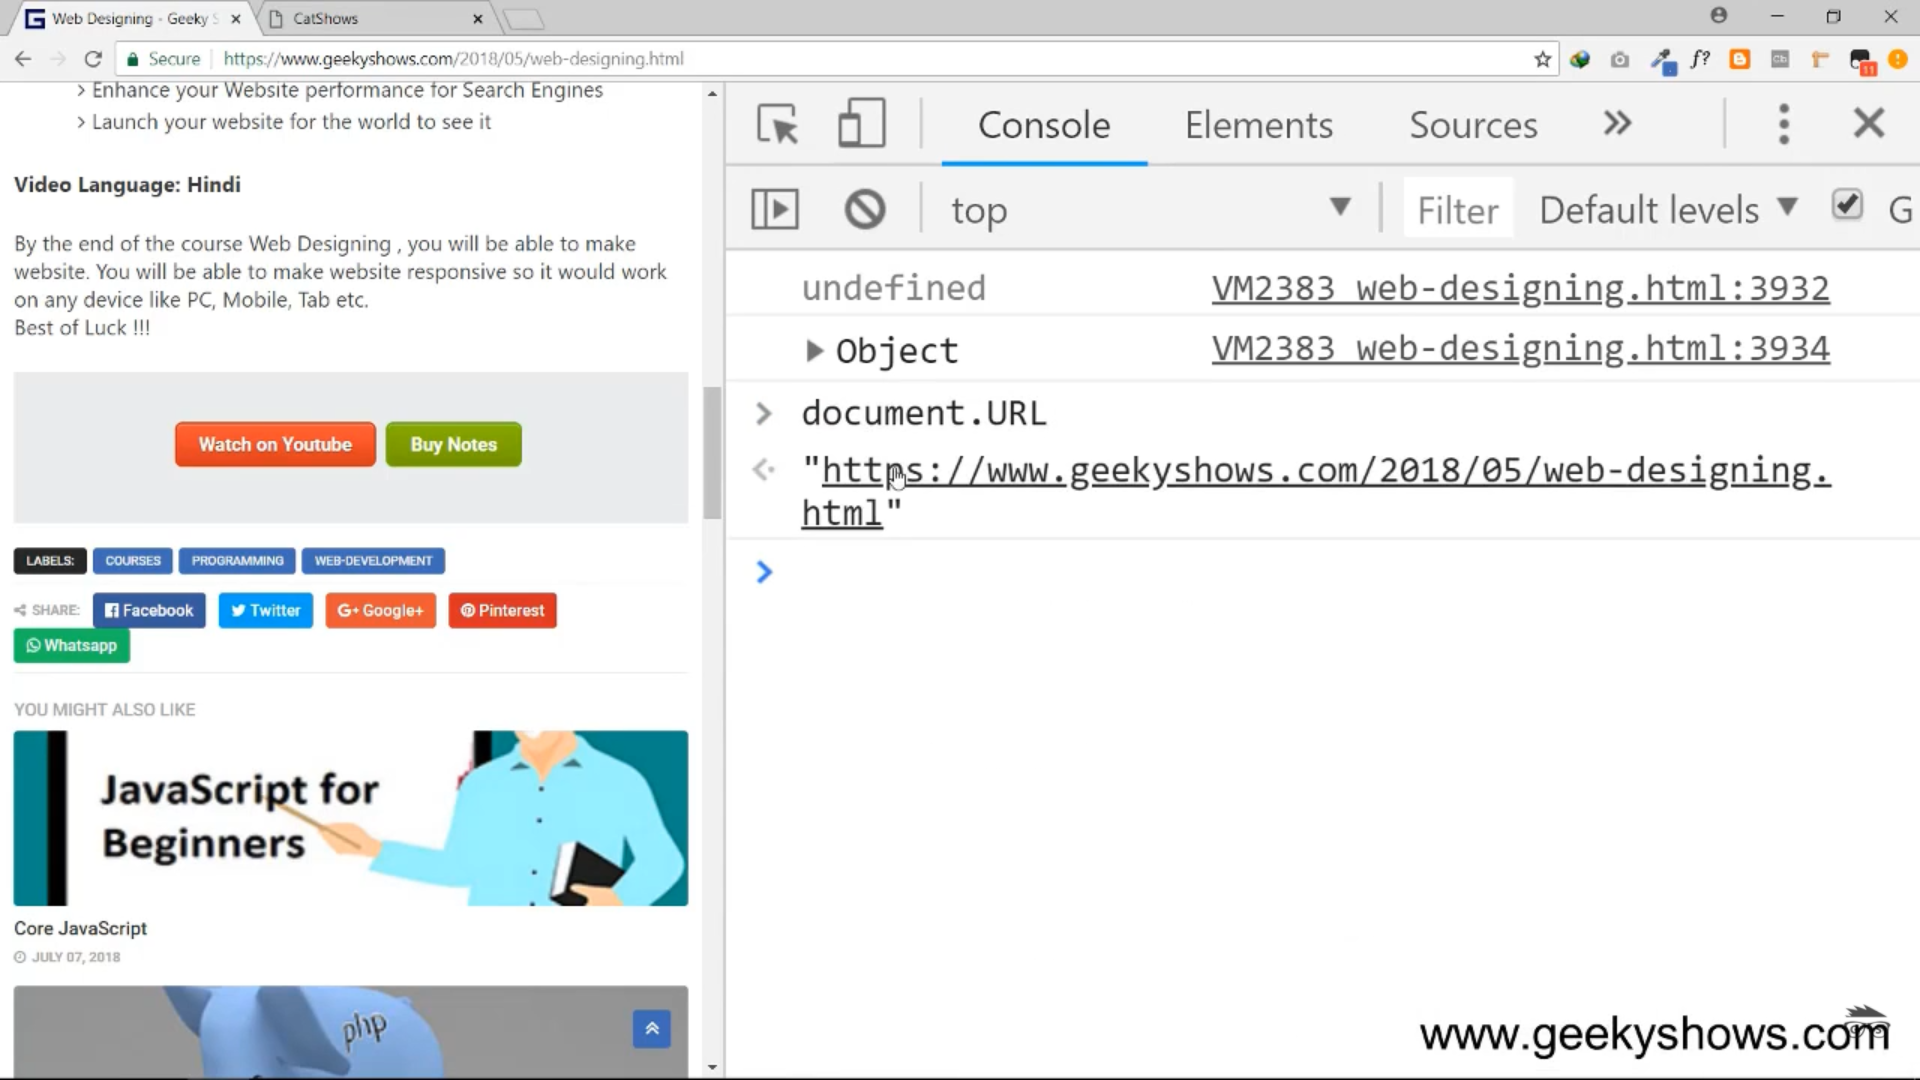 Web Designing - Geeky S
CatShows
Secure
https://www.geekyshows.com/2018/05/web-designing.html
f?
Cb
11
> Enhance your Website performance for Search Engines
> Launch your website for the world to see it
Video Language: Hindi
By the end of the course Web Designing , you will be able to make
website. You will be able to make website responsive so it would work
on any device like PC, Mobile, Tab etc.
Best of Luck !!!
Watch on Youtube
Buy Notes
LABELS:
COURSES
PROGRAMMING
WEB-DEVELOPMENT
SHARE:
Facebook
Twitter
G+ Google+
Pinterest
Whatsapp
YOU MIGHT ALSO LIKE
JavaScript for
Beginners
Core JavaScript
JULY 07, 2018
php
Console
Elements
Sources
top
Filter
Default levels
G
undefined
VM2383 web-designing.html:3932
Object
VM2383 web-designing.html:3934
document.URL
"https://www.geekyshows.com/2018/05/web-designing.
html"
www.geekyshows.com